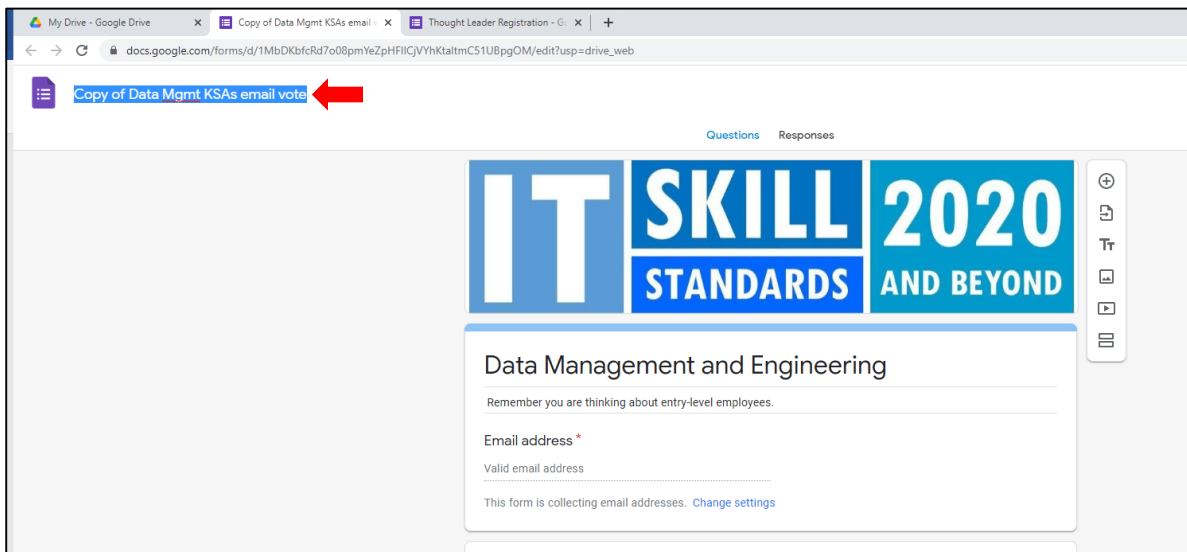 My Drive - Google Drive
Copy of Data Mgmt KSAs email
Thought Leader Registration - Go
docs.google.com/forms/d/1MbDKbfcRd7o08pmYeZpHFIlCjVYhKtaltmC51UBpgOM/edit?usp=drive_web
Copy of Data Mgmt KSAs email vote
Questions Responses
IT SKILL STANDARDS 2020 AND BEYOND
Tт
Data Management and Engineering
Remember you are thinking about entry-level employees.
Email address *
Valid email address
This form is collecting email addresses. Change settings